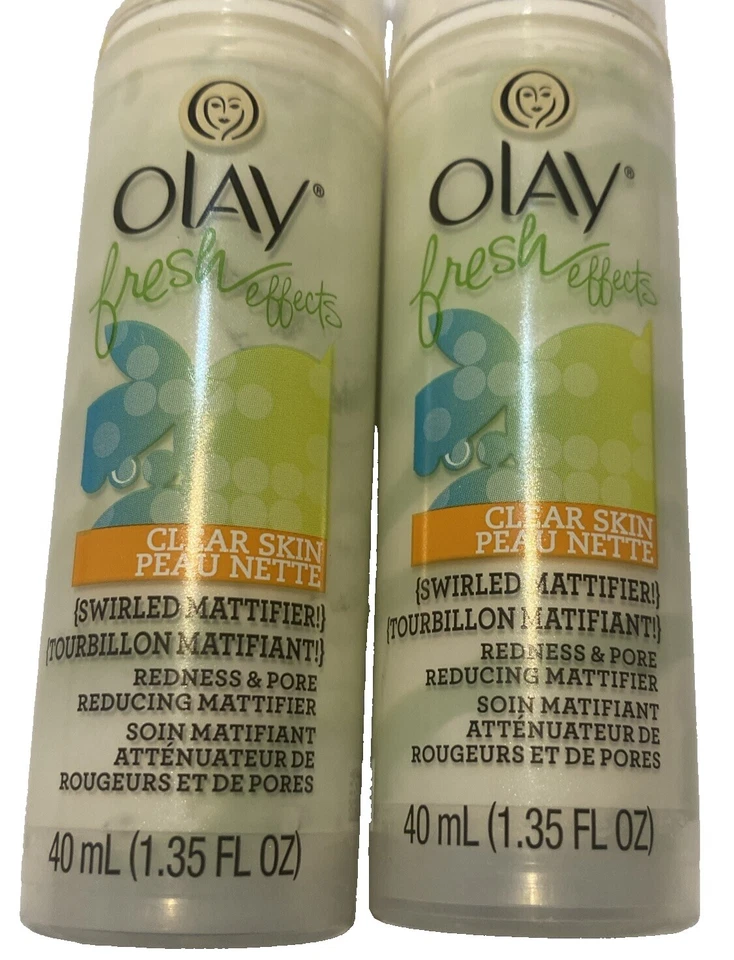 OLAY®
fresh effects
CLEAR SKIN
PEAU NETTE
{SWIRLED MATTIFIER!}
{TOURBILLON MATIFIANT!}
REDNESS & PORE
REDUCING MATTIFIER
SOIN MATIFIANT
ATTÉNUATEUR DE
ROUGEURS ET DE PORES
40 mL (1.35 FL OZ)
OLAY®
fresh effects
CLEAR SKIN
PEAU NETTE
{SWIRLED MATTIFIER!}
{TOURBILLON MATIFIANT!}
REDNESS & PORE
REDUCING MATTIFIER
SOIN MATIFIANT
ATTÉNUATEUR DE
ROUGEURS ET DE PORES
40 mL (1.35 FL OZ)